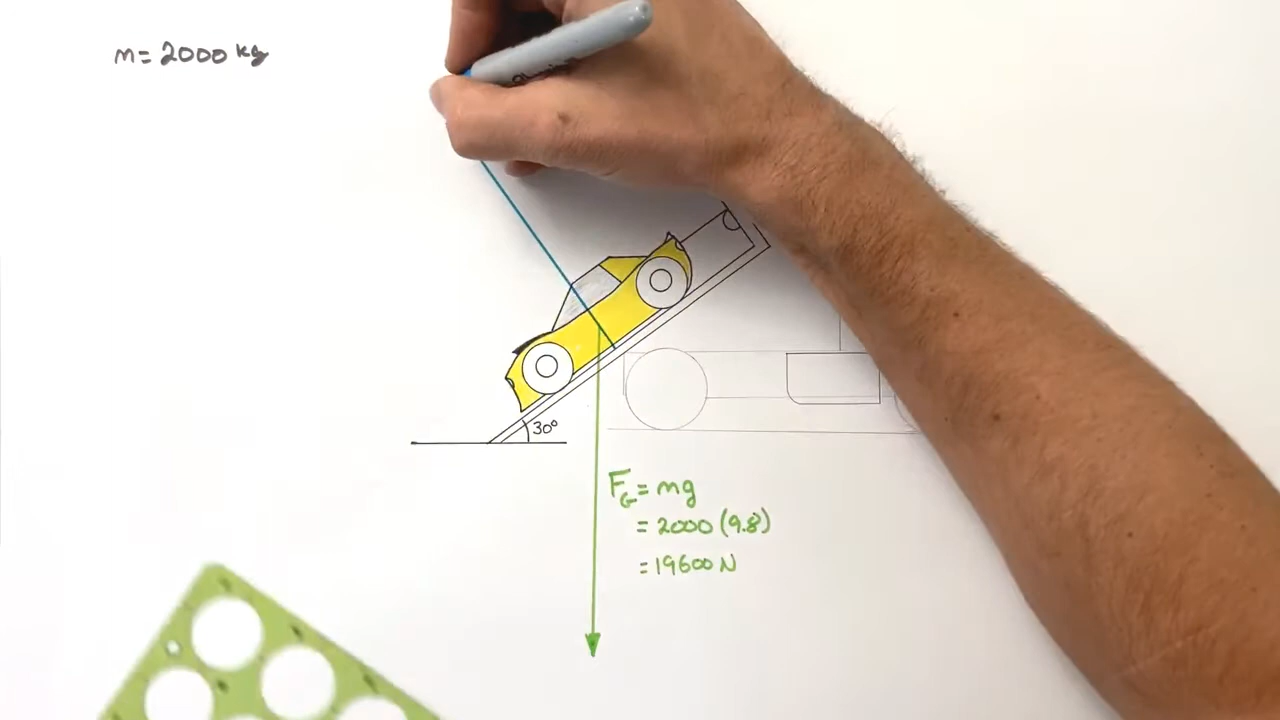 m = 2000 kg
30°
F_G = mg
= 2000 (9.8)
= 19600 N